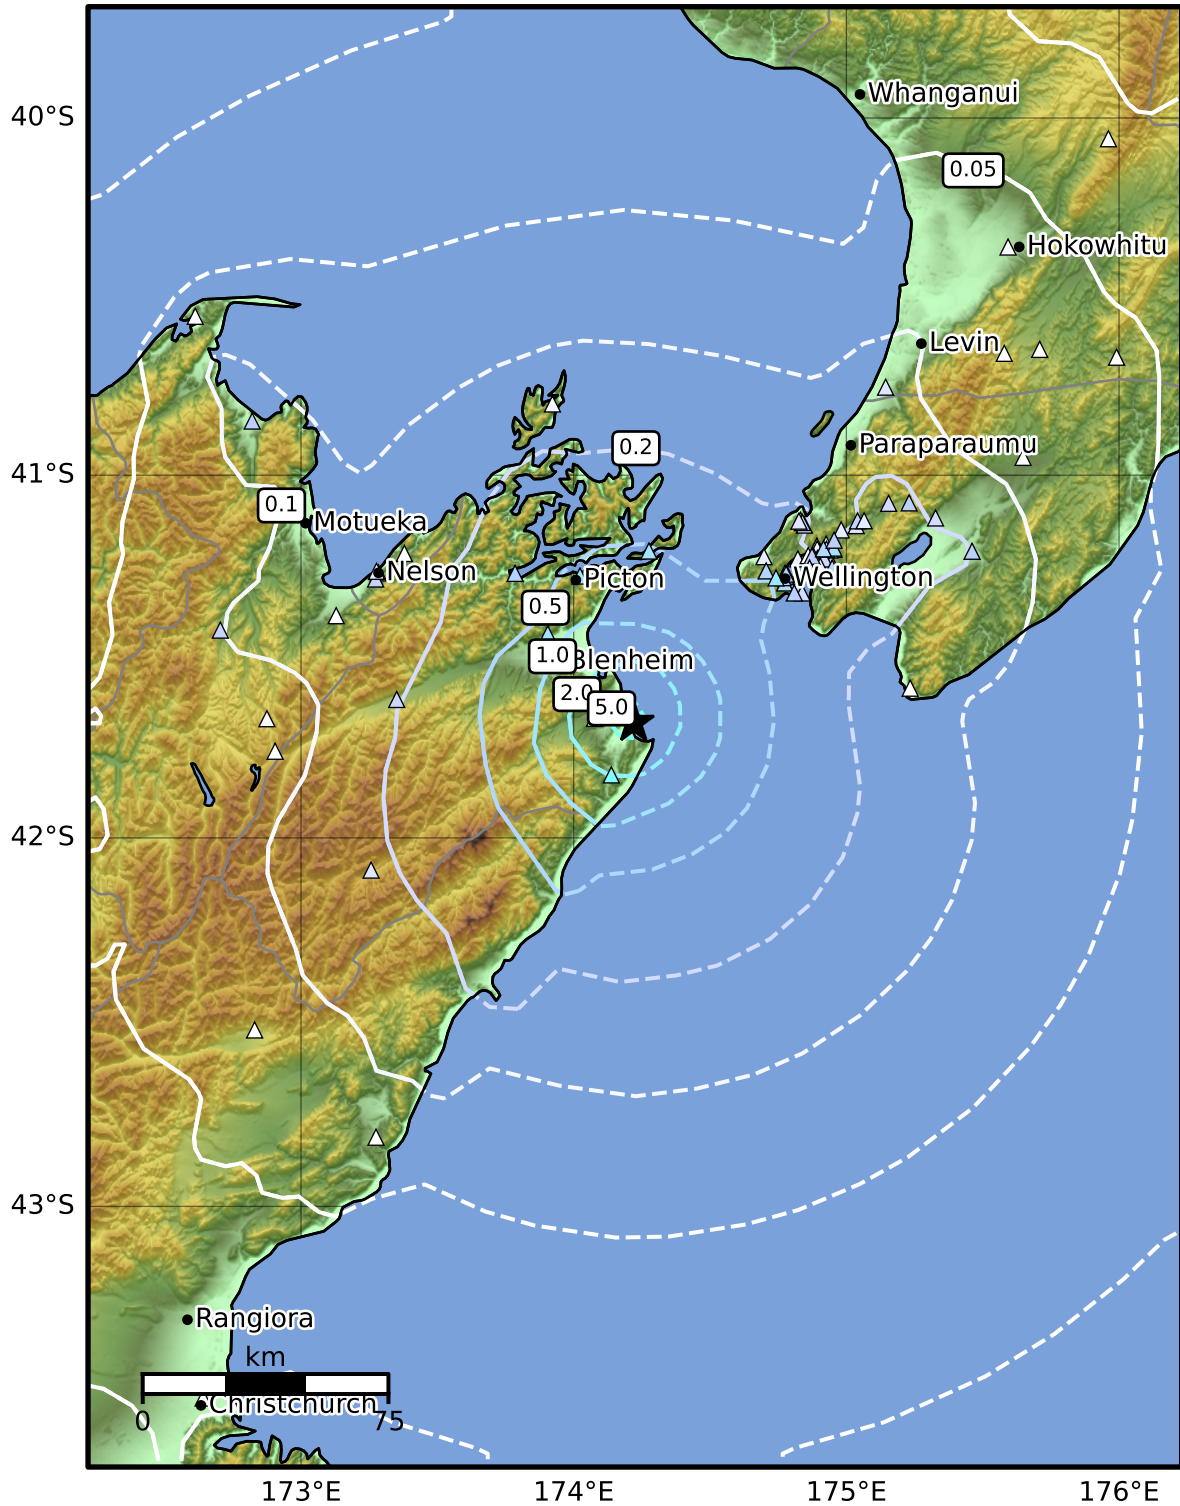 40°S
41°S
42°S
43°S
Whanganui
0.05
Hokowhitu
Levin
Paraparaumu
0.2
0.1
Motueka
Nelson
Picton
Wellington
0.5
1.0
Blenheim
2.0
5.0
Rangiora
km
Christchurch
0
75
173°E
174°E
175°E
176°E